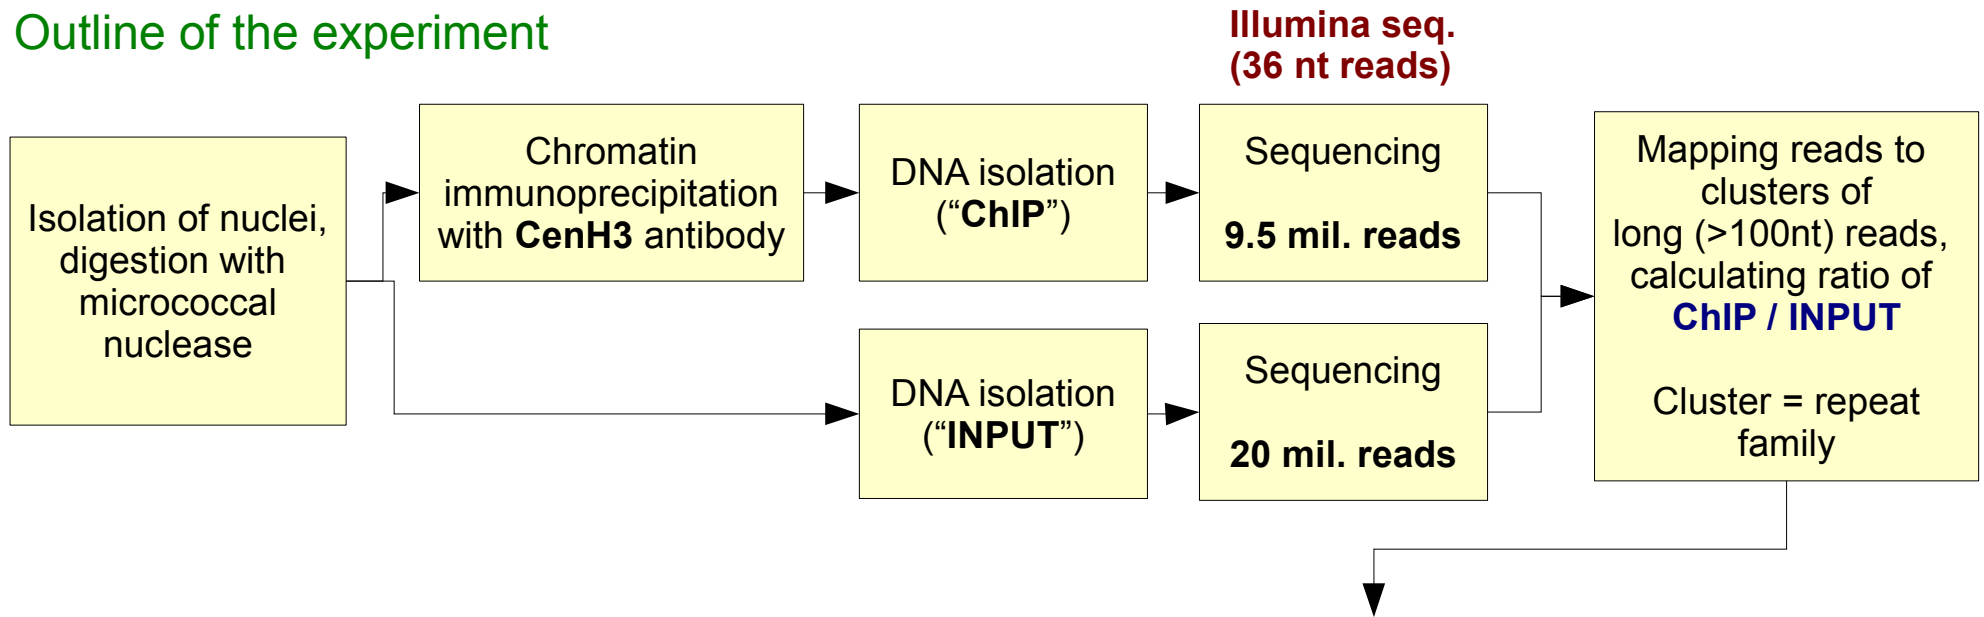 Outline of the experiment
Illumina seq.
(36 nt reads)
Isolation of nuclei,
digestion with
micrococcal
nuclease
Chromatin
immunoprecipitation
with CenH3 antibody
DNA isolation
(“ChIP”)
Sequencing
9.5 mil. reads
DNA isolation
(“INPUT”)
Sequencing
20 mil. reads
Mapping reads to
clusters of
long (>100nt) reads,
calculating ratio of
ChIP / INPUT
Cluster = repeat
family